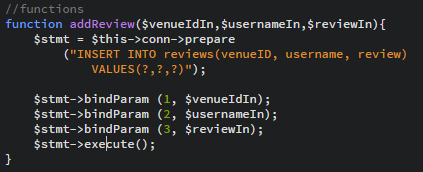 //functions
function addReview($venueIdIn,$usernameIn,$reviewIn){
$stmt = $this->conn->prepare
("INSERT INTO reviews(venueID, username, review)
VALUES(?,?,?)");
$stmt->bindParam (1, $venueIdIn);
$stmt->bindParam (2, $usernameIn);
$stmt->bindParam (3, $reviewIn);
$stmt->execute();
}